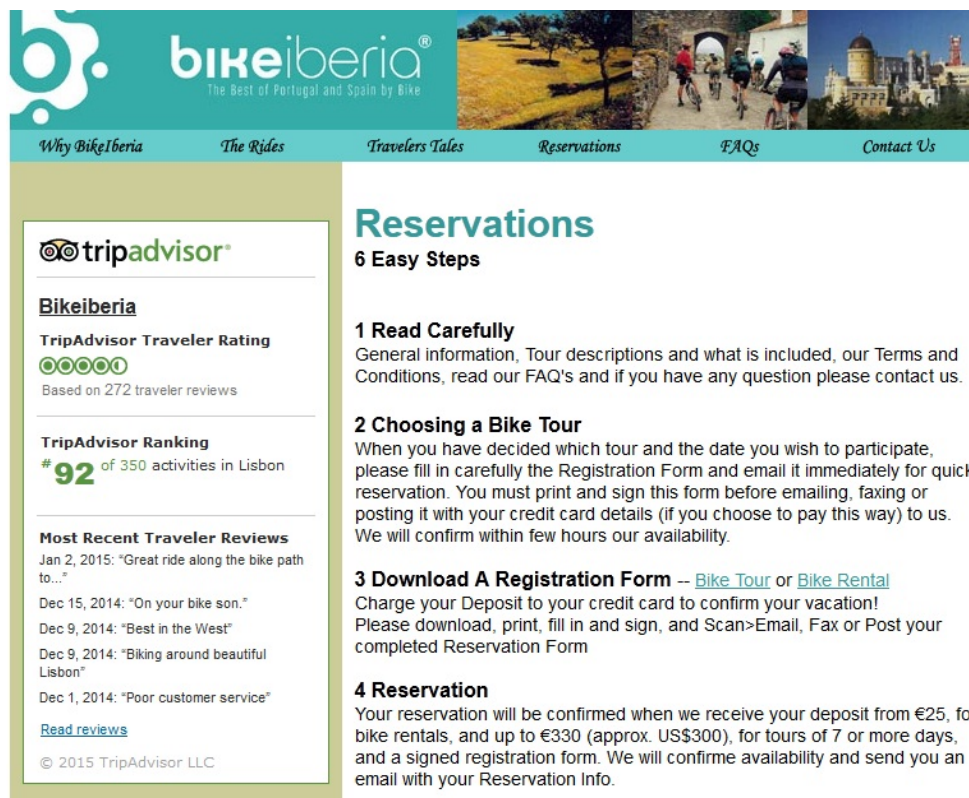 bikeiberia®
The Best of Portugal and Spain by Bike
Why BikeIberia The Rides Travelers Tales Reservations FAQs Contact Us
tripadvisor®
Bikeiberia
TripAdvisor Traveler Rating
Based on 272 traveler reviews
TripAdvisor Ranking
#92 of 350 activities in Lisbon
Most Recent Traveler Reviews
Jan 2, 2015: “Great ride along the bike path
to...”
Dec 15, 2014: “On your bike son.”
Dec 9, 2014: “Best in the West”
Dec 9, 2014: “Biking around beautiful
Lisbon”
Dec 1, 2014: “Poor customer service”
Read reviews
© 2015 TripAdvisor LLC
Reservations
6 Easy Steps
1 Read Carefully
General information, Tour descriptions and what is included, our Terms and
Conditions, read our FAQ's and if you have any question please contact us.
2 Choosing a Bike Tour
When you have decided which tour and the date you wish to participate,
please fill in carefully the Registration Form and email it immediately for quick
reservation. You must print and sign this form before emailing, faxing or
posting it with your credit card details (if you choose to pay this way) to us.
We will confirm within few hours our availability.
3 Download A Registration Form -- Bike Tour or Bike Rental
Charge your Deposit to your credit card to confirm your vacation!
Please download, print, fill in and sign, and Scan>Email, Fax or Post your
completed Reservation Form
4 Reservation
Your reservation will be confirmed when we receive your deposit from €25, fo
bike rentals, and up to €330 (approx. US$300), for tours of 7 or more days,
and a signed registration form. We will confirme availability and send you an
email with your Reservation Info.